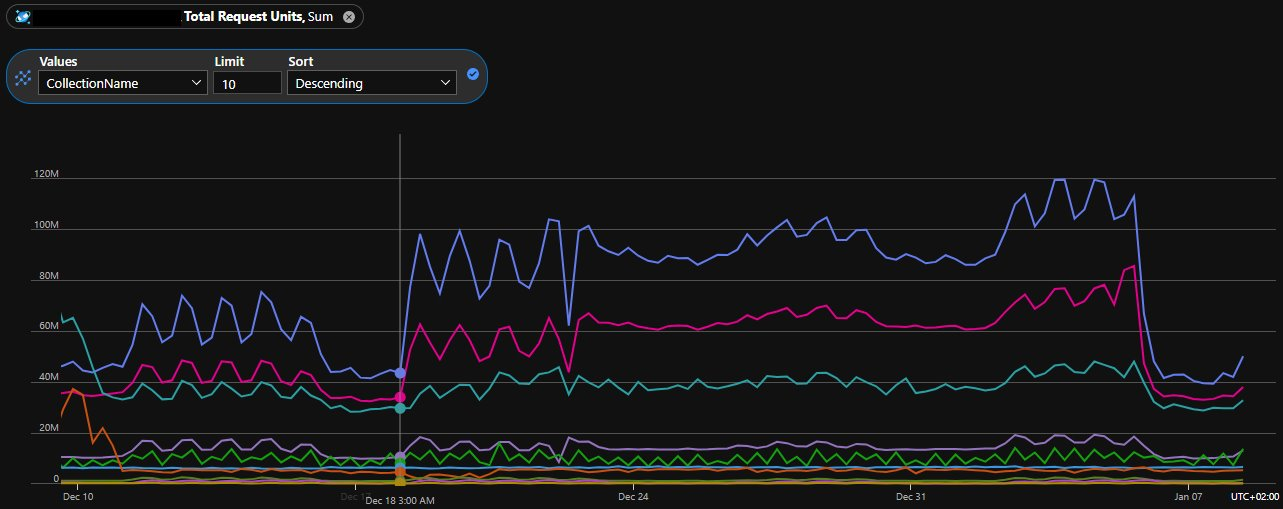 Total Request Units, Sum
Values Limit Sort
CollectionName 10 Descending
120M
100M
80M
60M
40M
20M
0
Dec 10 Dec 18 3:00 AM Dec 24 Dec 31 Jan 07 UTC+02:00